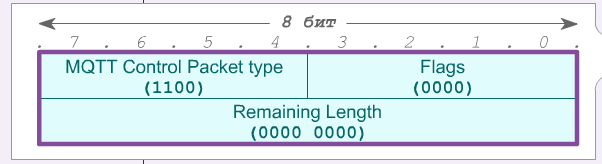 8 бит
. 7 . 6 . 5 . 4 . 3 . 2 . 1 . 0 .
MQTT Control Packet type Flags
(1100) (0000)
Remaining Length
(0000 0000)